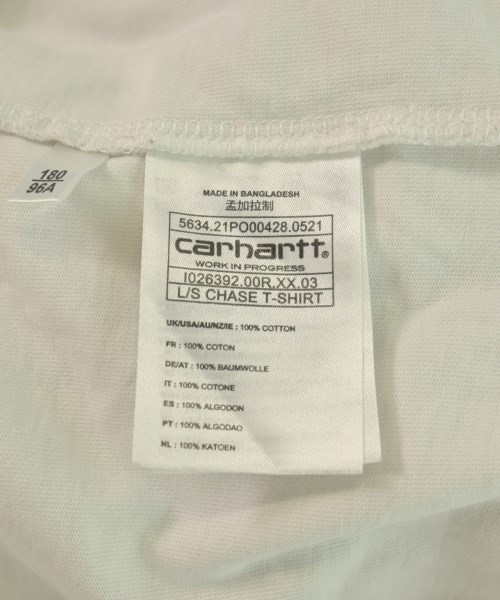 180
96A
MADE IN BANGLADESH
孟加拉制
5634.21PO00428.0521
carhartt®
WORK IN PROGRESS
I026392.00R.XX.03
L/S CHASE T-SHIRT
UK/USA/AU/NZ/IE : 100% COTTON
FR : 100% COTON
DE/AT : 100% BAUMWOLLE
IT : 100% COTONE
ES : 100% ALGODON
PT : 100% ALGODAO
NL : 100% KATOEN